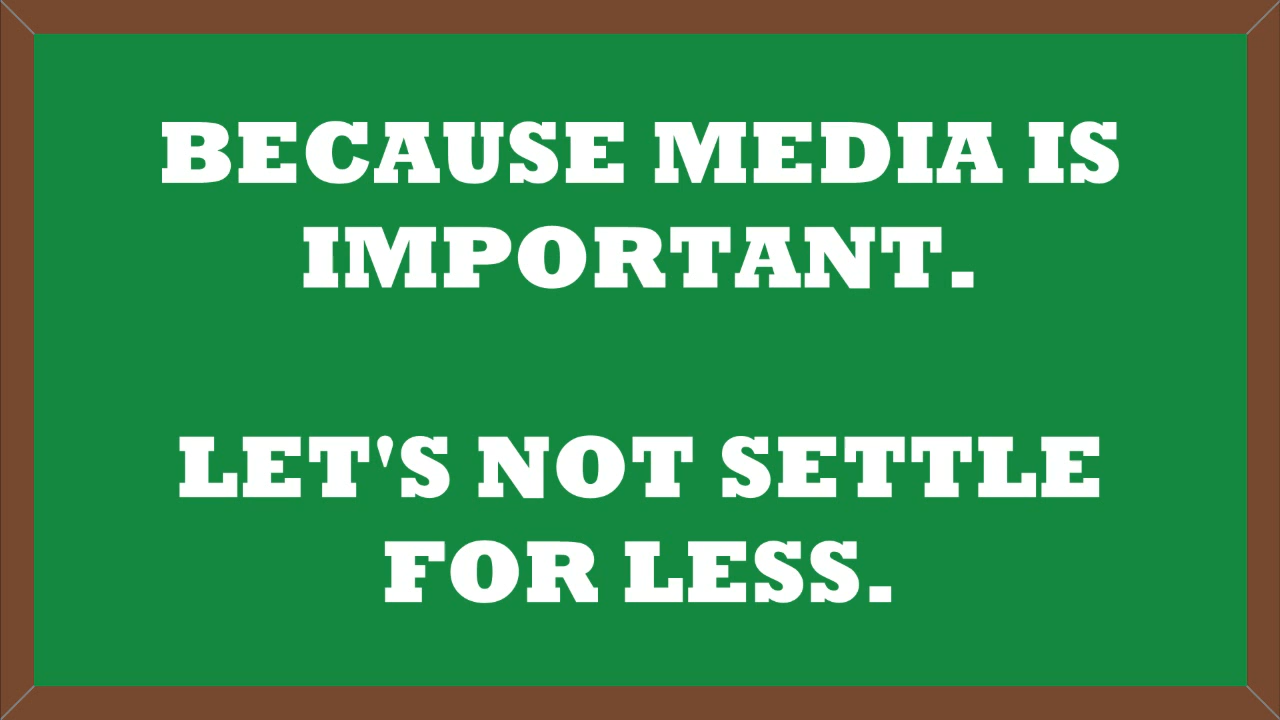 BECAUSE MEDIA IS
IMPORTANT.
LET'S NOT SETTLE
FOR LESS.